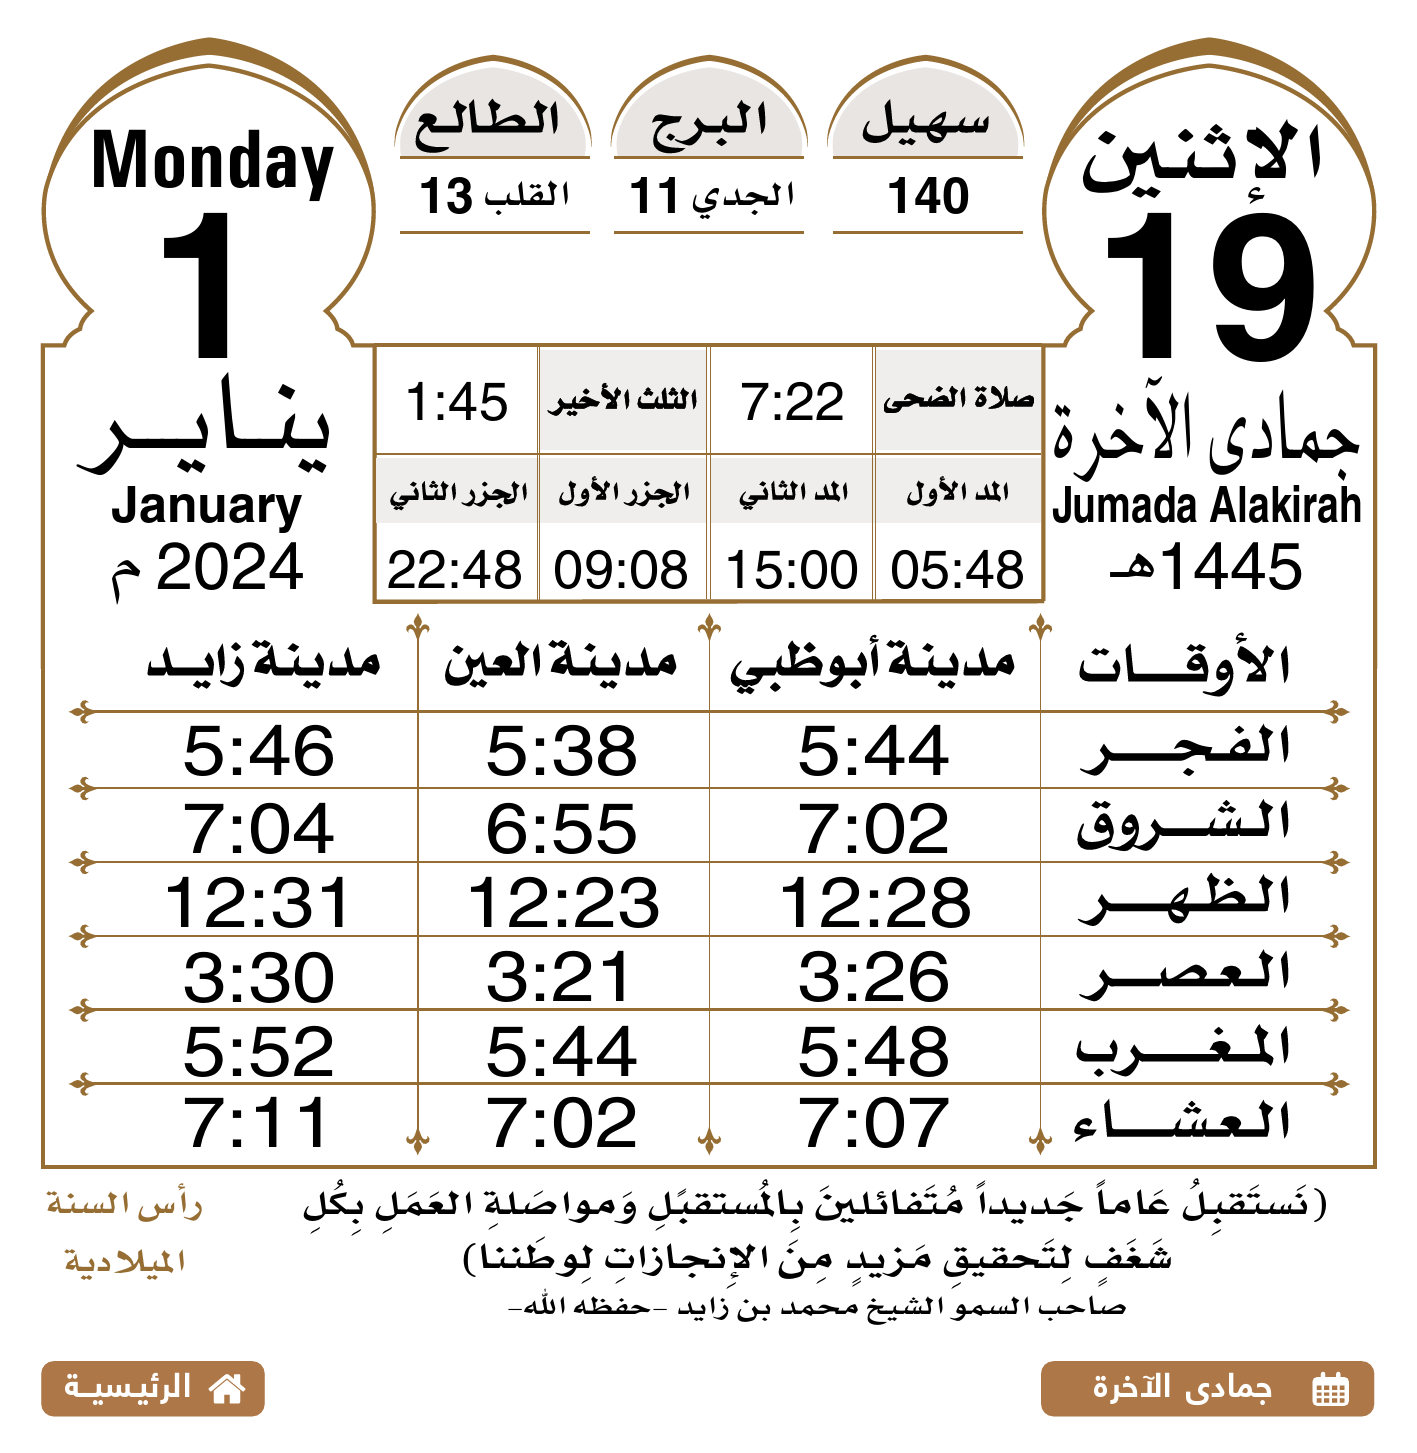 الإثنين
19
جمادى الآخرة
Jumada Alakirah
1445هـ
سهيل
140
البرج
الجدي 11
الطالع
القلب 13
Monday
1
يناير
January
2024 م
صلاة الضحى 7:22 الثلث الأخير 1:45
المد الأول المد الثاني الجزر الأول الجزر الثاني
05:48 15:00 09:08 22:48
الأوقات مدينة أبوظبي مدينة العين مدينة زايد
الفجر 5:44 5:38 5:46
الشروق 7:02 6:55 7:04
الظهر 12:28 12:23 12:31
العصر 3:26 3:21 3:30
المغرب 5:48 5:44 5:52
العشاء 7:07 7:02 7:11
(نَستَقبِلُ عَاماً جَديداً مُتَفائلينَ بِالمُستقبَلِ وَمواصَلةِ العَمَلِ بِكُلِ
شَغَفٍ لِتَحقيقِ مَزيدٍ مِنَ الإِنجازاتِ لِوطَننا)
صاحب السمو الشيخ محمد بن زايد -حفظه الله-
رأس السنة
الميلادية
جمادى الآخرة
الرئيسية